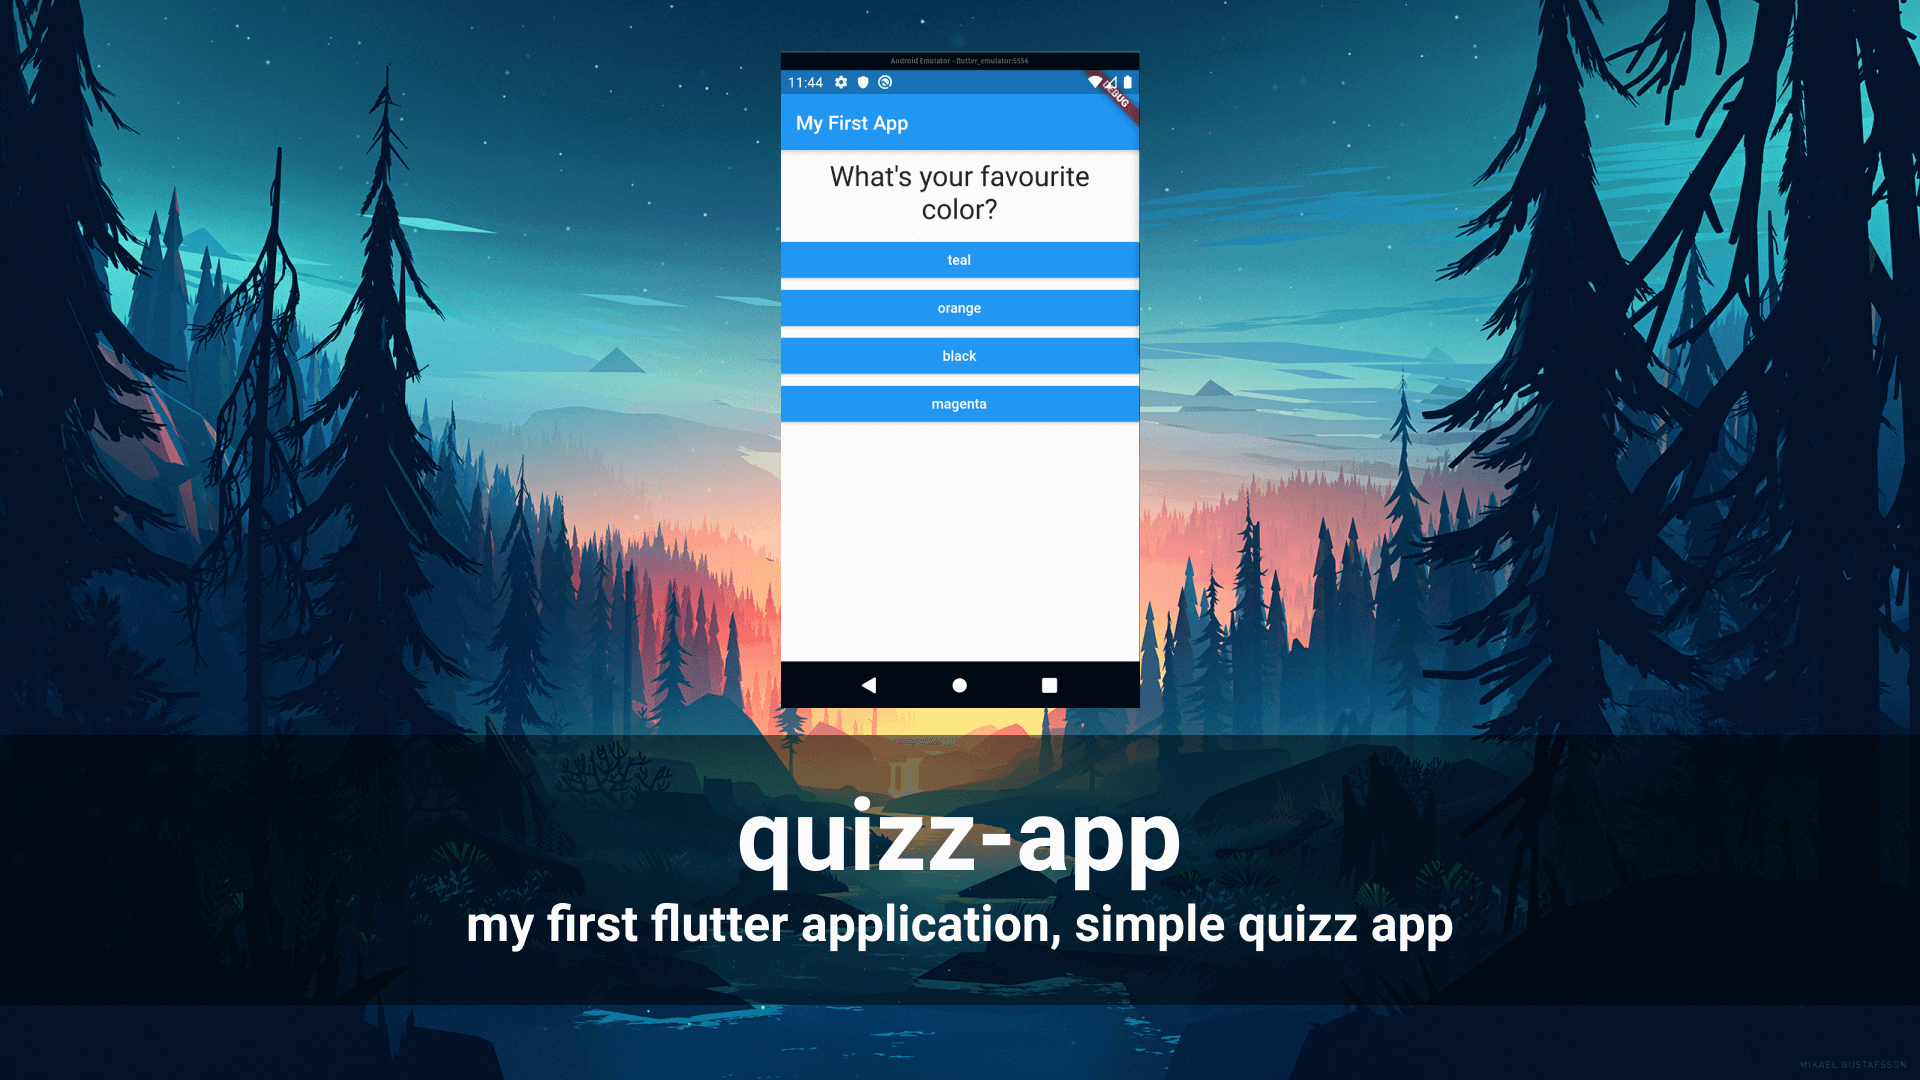 Android Emulator - flutter_emulator:5556
11:44
DEBUG
My First App
What's your favourite
color?
teal
orange
black
magenta
quizz-app
my first flutter application, simple quizz app
MIKAEL GUSTAFSSON